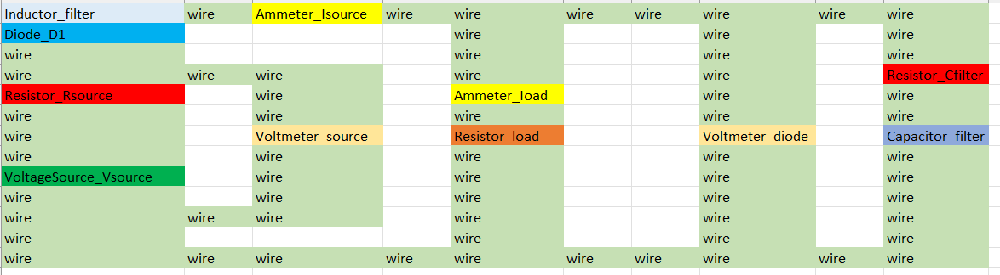 Inductor_filter wire Ammeter_Isource wire wire wire wire wire wire wire
Diode_D1 wire wire wire
wire wire wire wire
wire wire wire wire wire Resistor_Cfilter
Resistor_Rsource wire Ammeter_Ioad wire wire
wire wire wire wire wire
wire Voltmeter_source Resistor_load Voltmeter_diode Capacitor_filter
wire wire wire wire wire
VoltageSource_Vsource wire wire wire wire
wire wire wire wire wire
wire wire wire wire wire wire
wire wire wire wire
wire wire wire wire wire wire wire wire wire wire